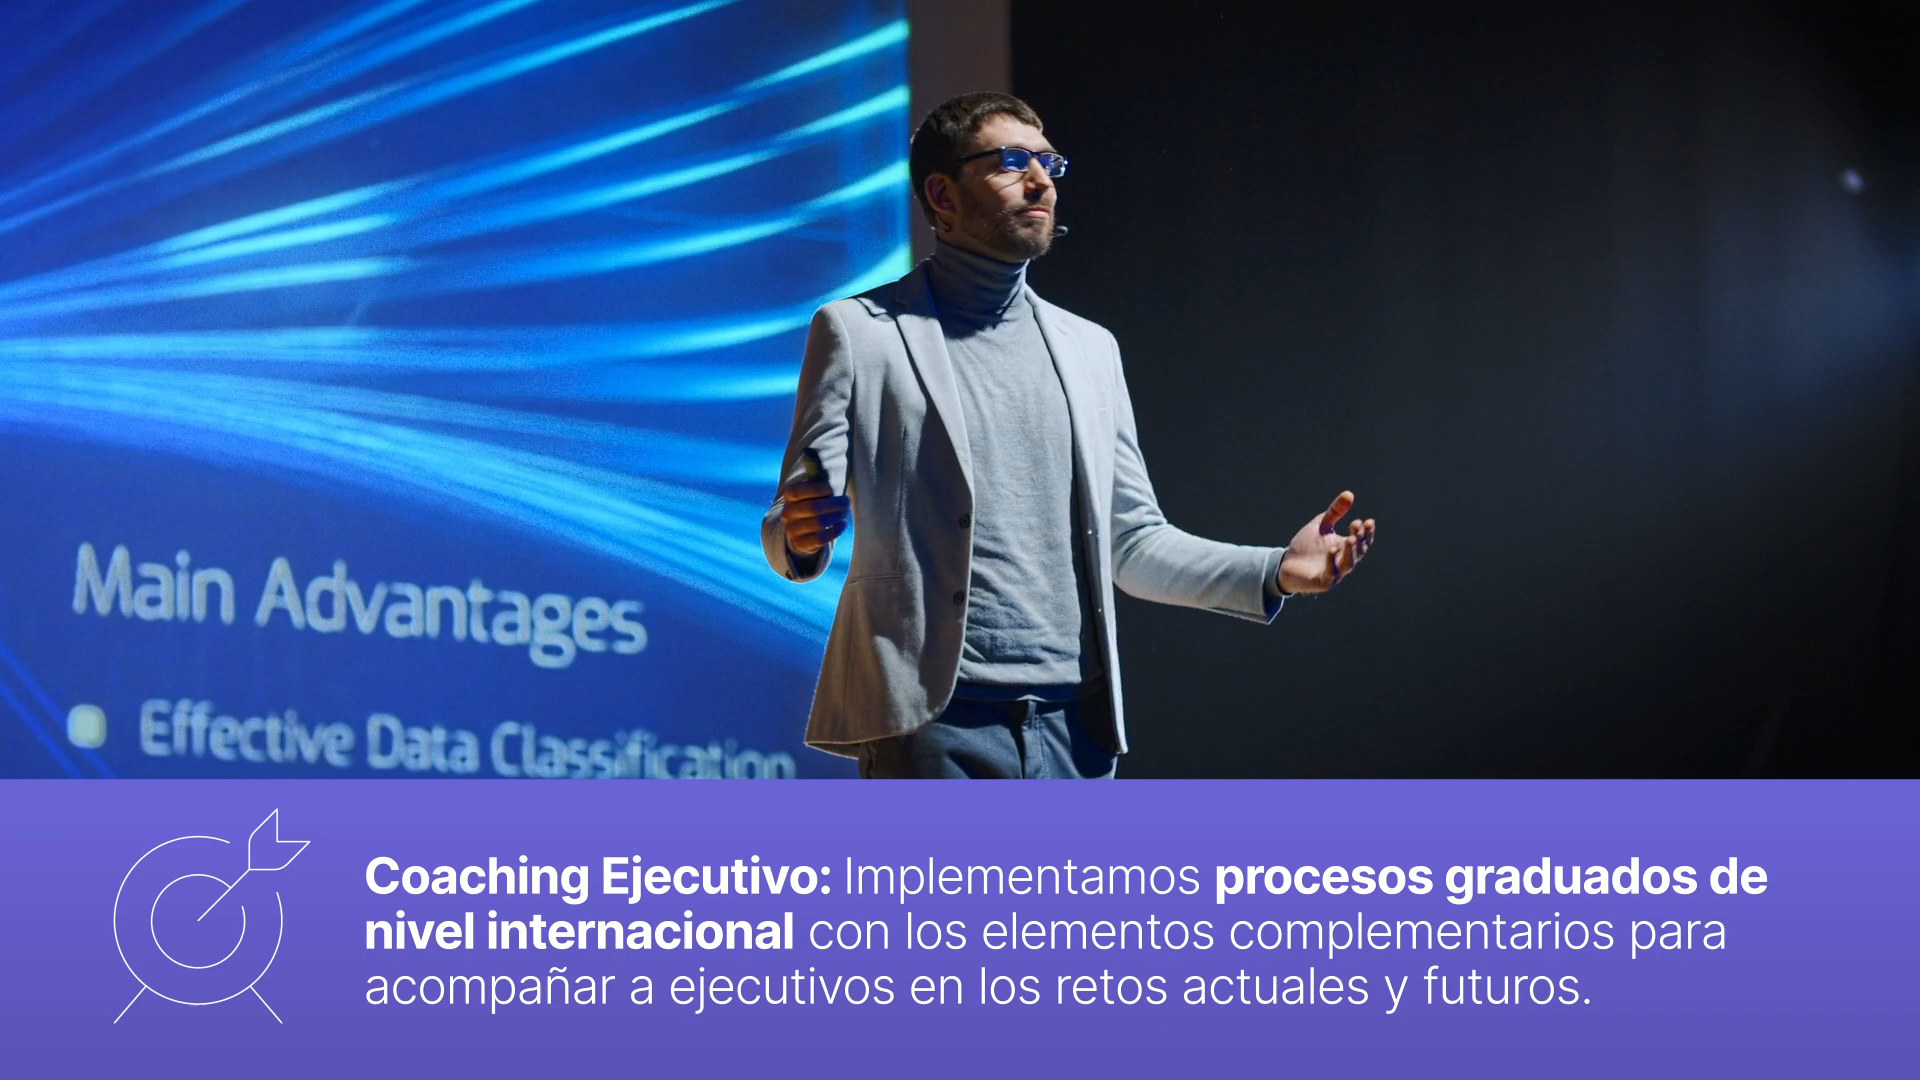 Main Advantages
Effective Data Classification
Coaching Ejecutivo: Implementamos procesos graduados de
nivel internacional con los elementos complementarios para
acompañar a ejecutivos en los retos actuales y futuros.